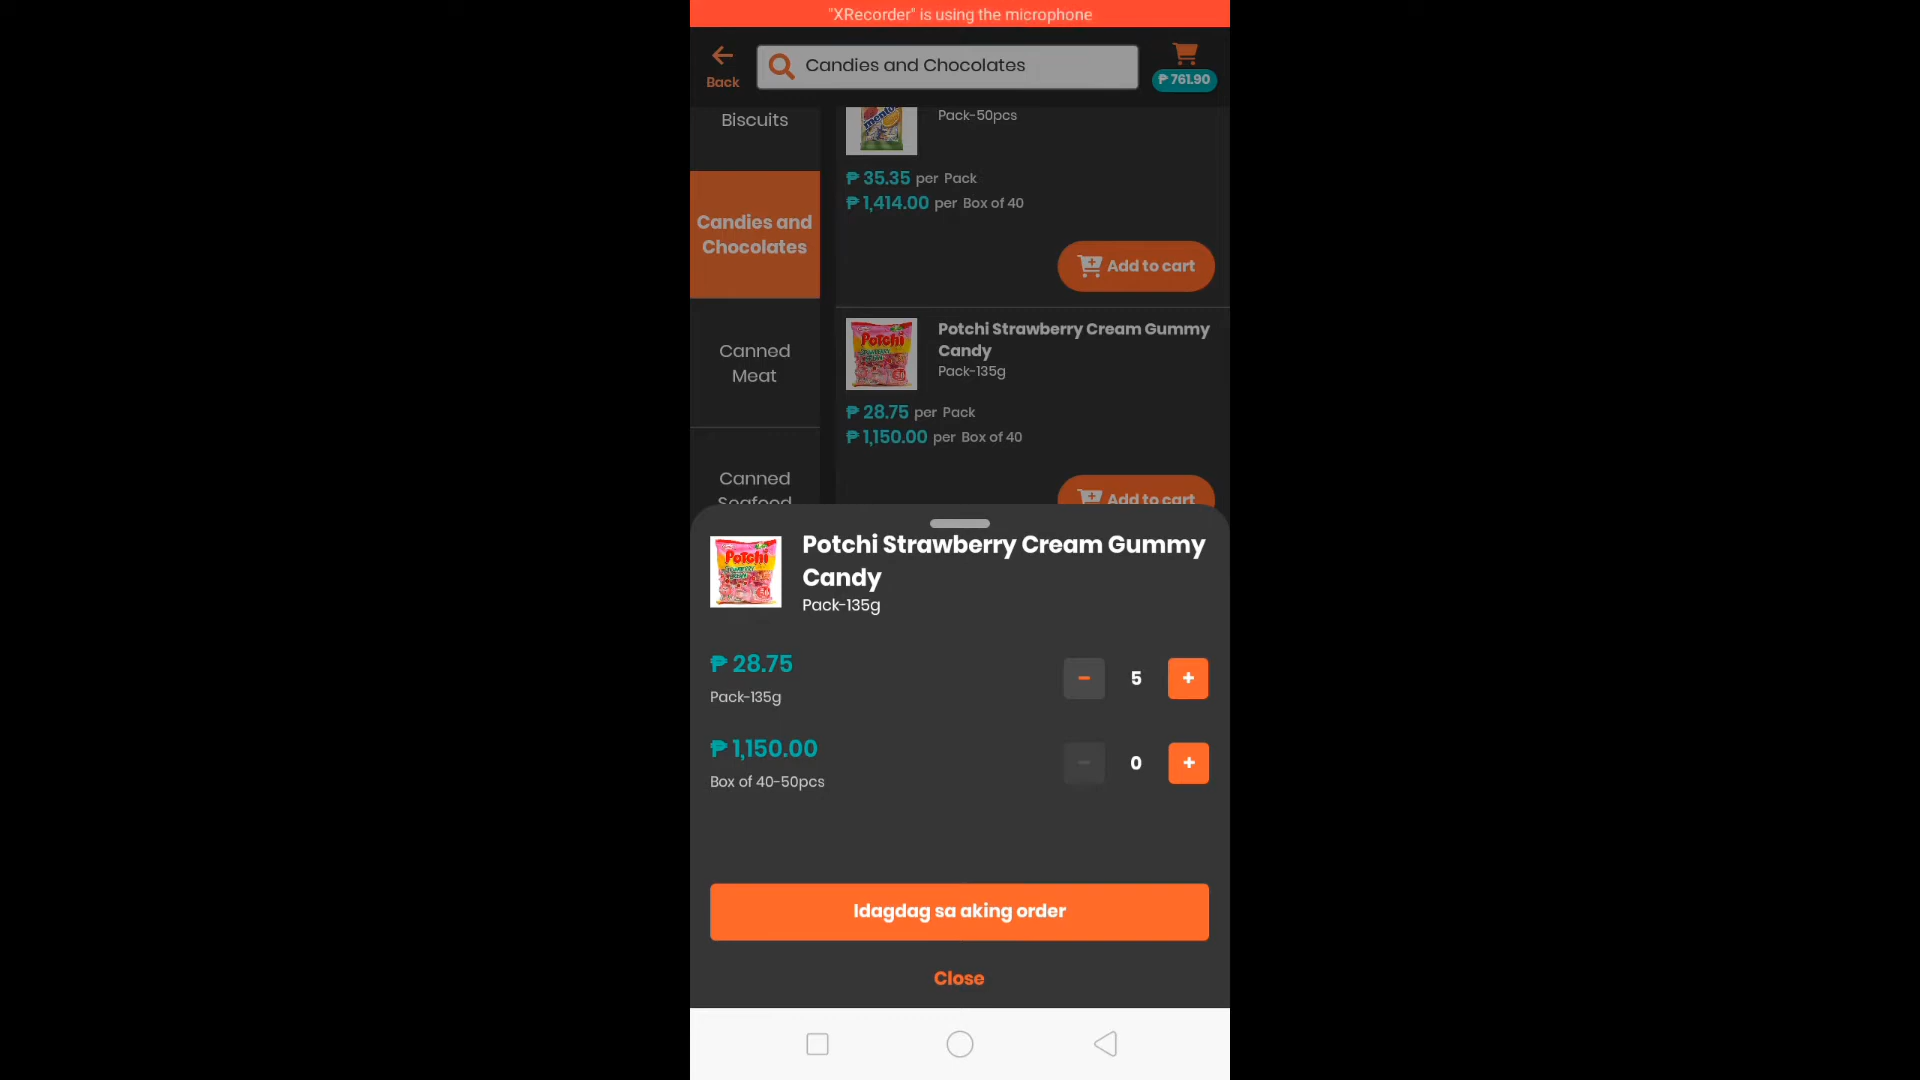 "XRecorder" is using the microphone
Back
Candies and Chocolates
₱ 761.90
Biscuits
Candies and
Chocolates
Canned
Meat
Canned
Seafood
mentos
Pack-50pcs
₱ 35.35 per Pack
₱ 1,414.00 per Box of 40
Add to cart
Potchi
Potchi Strawberry Cream Gummy
Candy
Pack-135g
₱ 28.75 per Pack
₱ 1,150.00 per Box of 40
Add to cart
Potchi
Potchi Strawberry Cream Gummy
Candy
Pack-135g
₱ 28.75
Pack-135g
- 5 +
₱ 1,150.00
Box of 40-50pcs
- 0 +
Idagdag sa aking order
Close